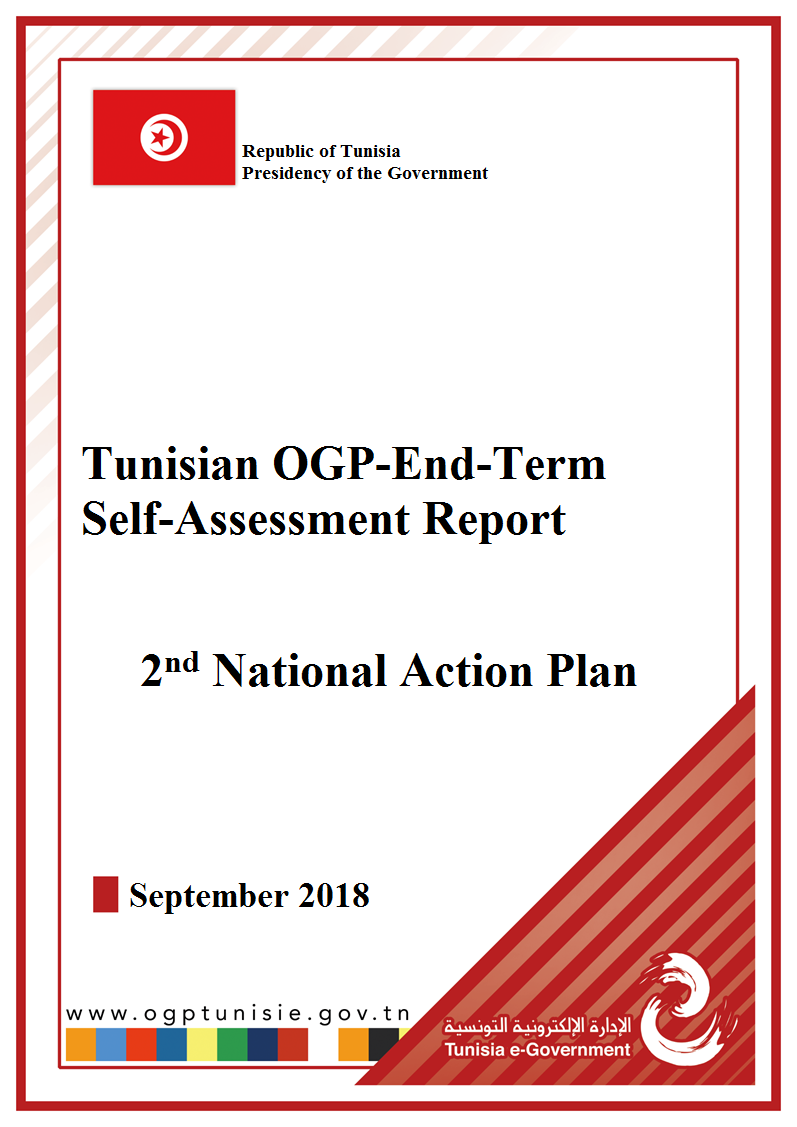 Republic of Tunisia
Presidency of the Government
Tunisian OGP-End-Term
Self-Assessment Report
2nd National Action Plan
September 2018
www.ogptunisie.gov.tn
الإدارة الإلكترونية التونسية
Tunisia e-Government